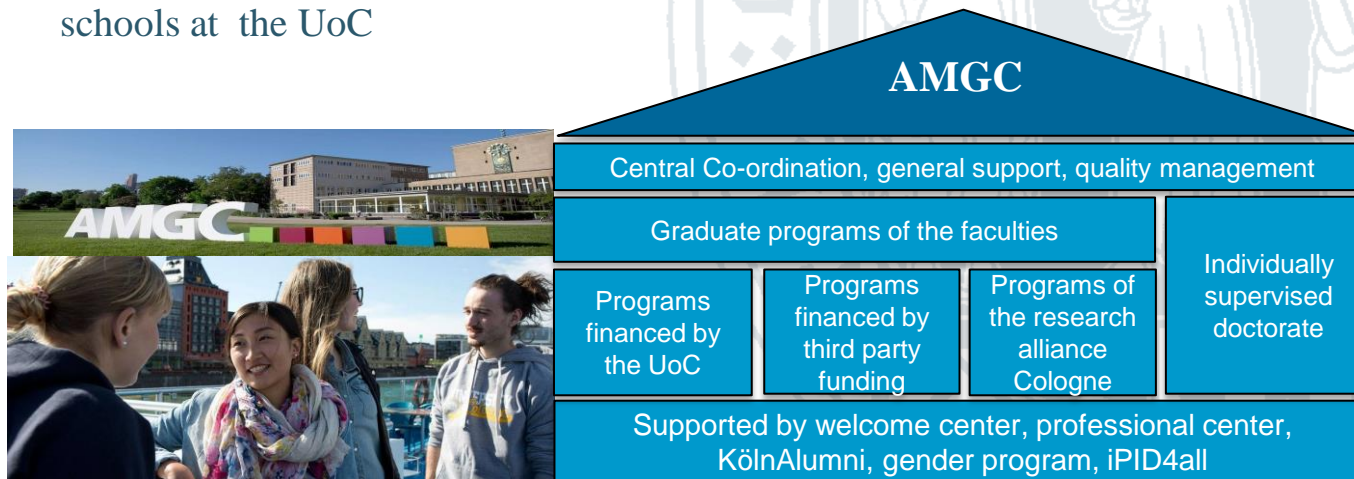 schools at the UoC
AMGC
Central Co-ordination, general support, quality management
Graduate programs of the faculties
Individually
supervised
doctorate
Programs
financed by
the UoC
Programs
financed by
third party
funding
Programs of
the research
alliance
Cologne
Supported by welcome center, professional center,
KölnAlumni, gender program, iPID4all
AMGC